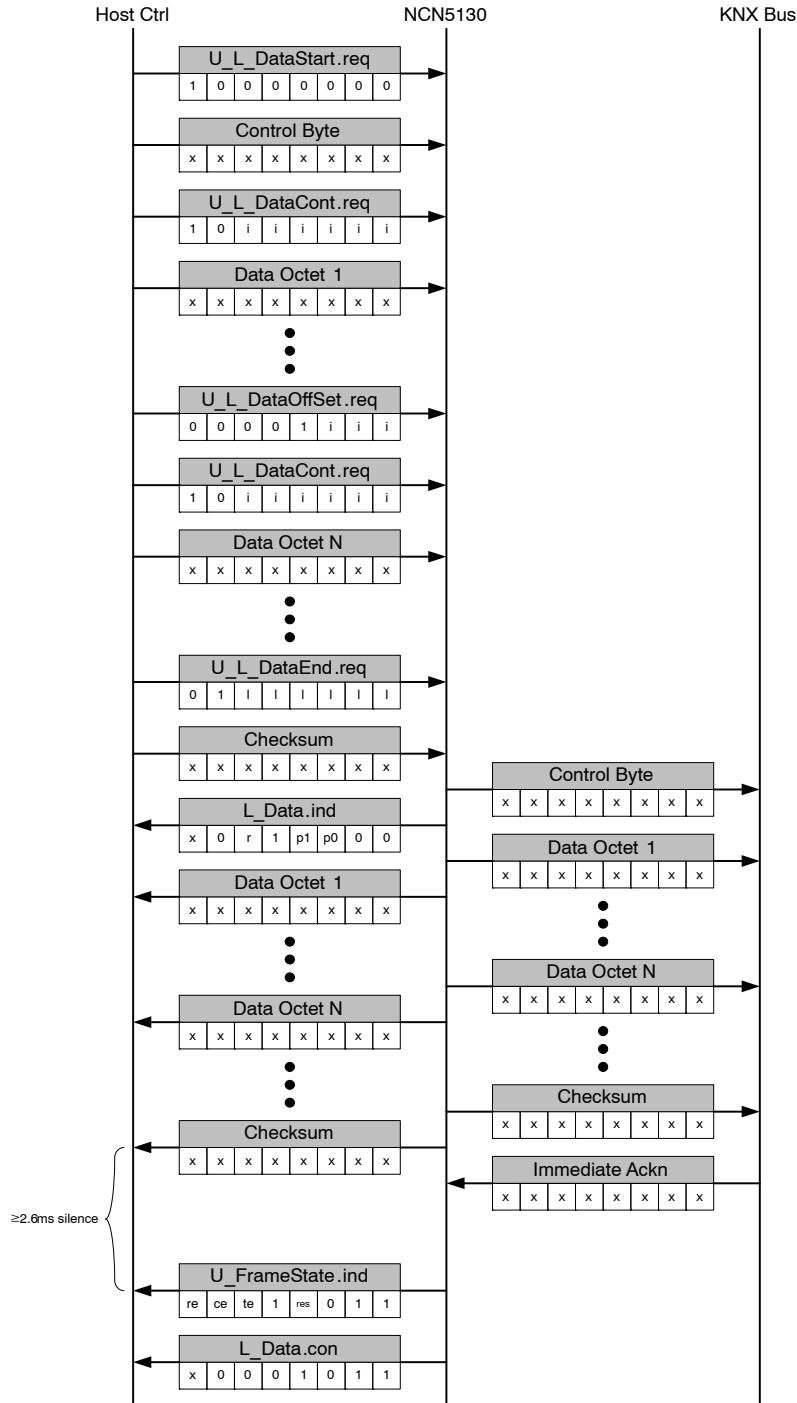 Host Ctrl NCN5130 KNX Bus
U_L_DataStart.req
1 0 0 0 0 0 0 0
Control Byte
x x x x x x x x
U_L_DataCont.req
1 0 i i i i i i
Data Octet 1
x x x x x x x x
U_L_DataOffSet.req
0 0 0 0 1 i i i
U_L_DataCont.req
1 0 i i i i i i
Data Octet N
x x x x x x x x
U_L_DataEnd.req
0 1 l l l l l l
Checksum
x x x x x x x x
Control Byte
x x x x x x x x
L_Data.ind
x 0 r 1 p1 p0 0 0
Data Octet 1
x x x x x x x x
Data Octet 1
x x x x x x x x
Data Octet N
x x x x x x x x
Data Octet N
x x x x x x x x
Checksum
x x x x x x x x
Checksum
x x x x x x x x
Immediate Ackn
x x x x x x x x
≥2.6ms silence
U_FrameState.ind
re ce te 1 res 0 1 1
L_Data.con
x 0 0 0 1 0 1 1